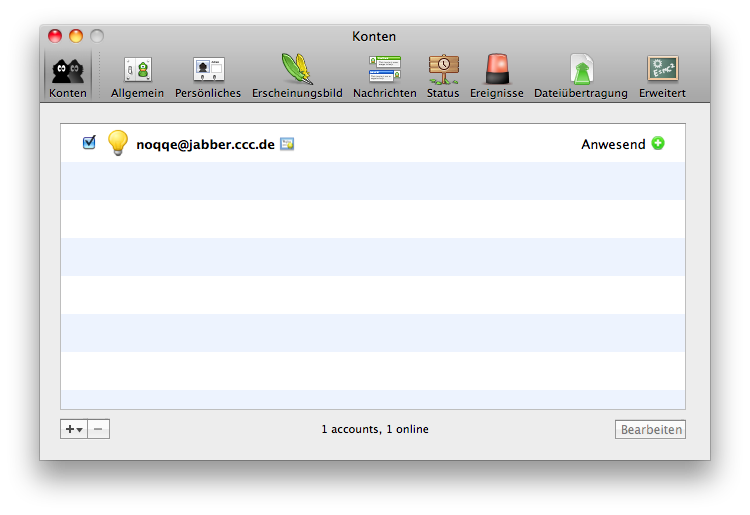 Konten
Konten Allgemein Persönliches Erscheinungsbild Nachrichten Status Ereignisse Dateiübertragung Erweitert
noqqe@jabber.ccc.de Anwesend
1 accounts, 1 online Bearbeiten